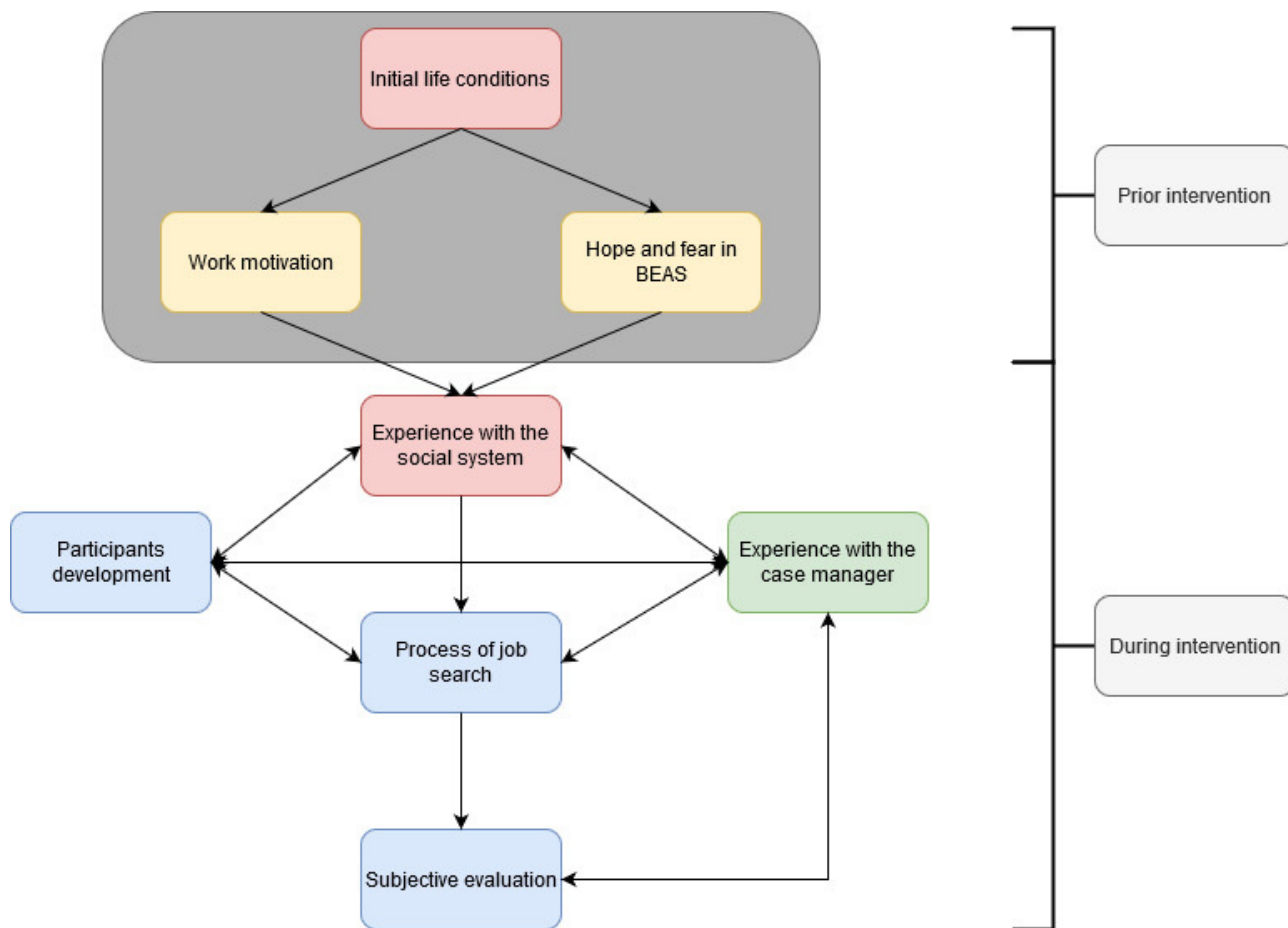 Initial life conditions
Prior intervention
Work motivation
Hope and fear in
BEAS
Experience with the
social system
Participants
development
Experience with the
case manager
Process of job
search
During intervention
Subjective evaluation